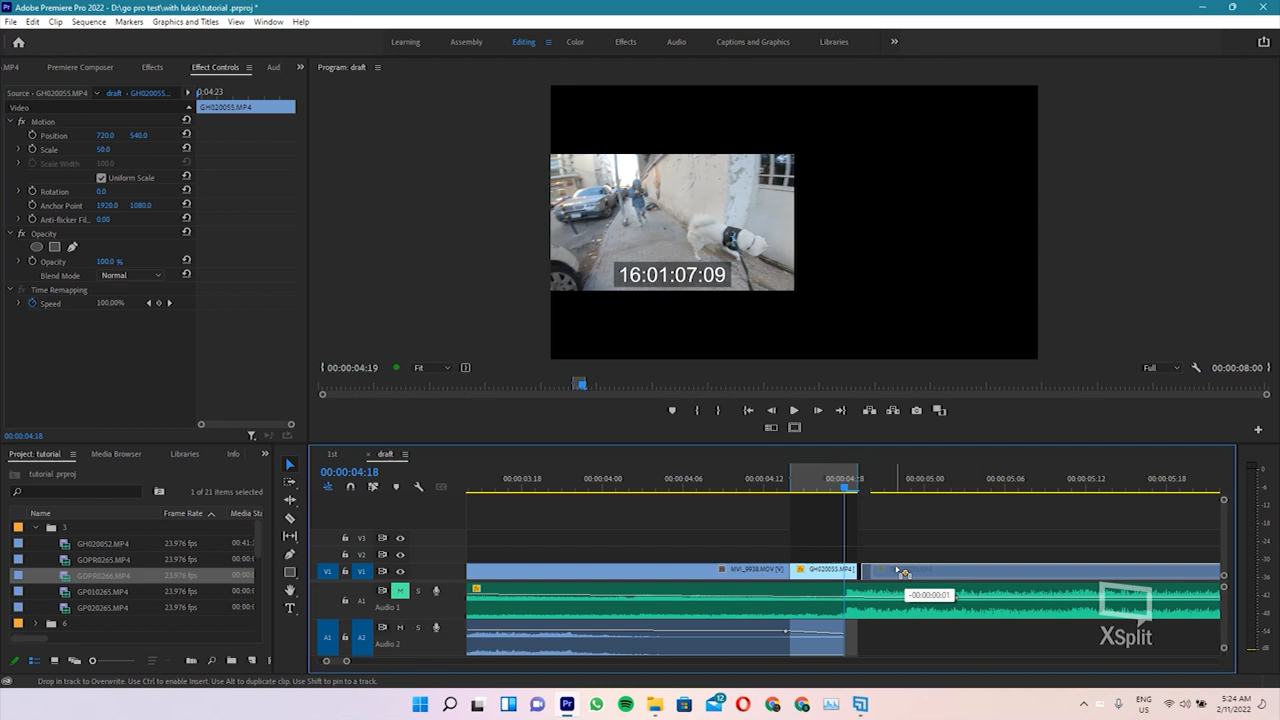 Adobe Premiere Pro 2022 - D:\go pro test\with lukas\tutorial .prproj *
File Edit Clip Sequence Markers Graphics and Titles View Window Help
Learning Assembly Editing Color Effects Audio Captions and Graphics Libraries
.MP4 Premiere Composer Effects Effect Controls Aud
Program: draft
Source - GH020055.MP4 draft - GH020055... 0:04:23
Video GH020055.MP4
fx Motion
Position 720.0 540.0
Scale 50.0
Scale Width 100.0
Uniform Scale
Rotation 0.0
Anchor Point 1920.0 1080.0
Anti-flicker Fil... 0.00
fx Opacity
Opacity 100.0 %
Blend Mode Normal
Time Remapping
Speed 100.00%
16:01:07:09
00:00:04:19 Fit Full 00:00:08:00
00:00:04:18
Project: tutorial Media Browser Libraries Info
tutorial .prproj
1 of 21 items selected
Name Frame Rate Media Sta
3
GH020052.MP4 23.976 fps 00:41:
GOPR0265.MP4 23.976 fps 00:00:
GOPR0266.MP4 23.976 fps 00:00:
GP010265.MP4 23.976 fps 00:00:
GP020265.MP4 23.976 fps 00:00:
6
1st draft
00:00:04:18
00:00:03:18 00:00:04:00 00:00:04:06 00:00:04:12 00:00:04:18 00:00:05:00 00:00:05:06 00:00:05:12 00:00:05:18
V3
V2
V1 V1 MVI_9938.MOV [V] GH020055.MP4
A1 M S
Audio 1
A1 A2 M S
Audio 2
-00:00:00:01
XSplit
Drop in track to Overwrite. Use Ctrl to enable Insert. Use Alt to duplicate clip. Use Shift to pin to a track.
12
ENG
US
5:24 AM
2/11/2022